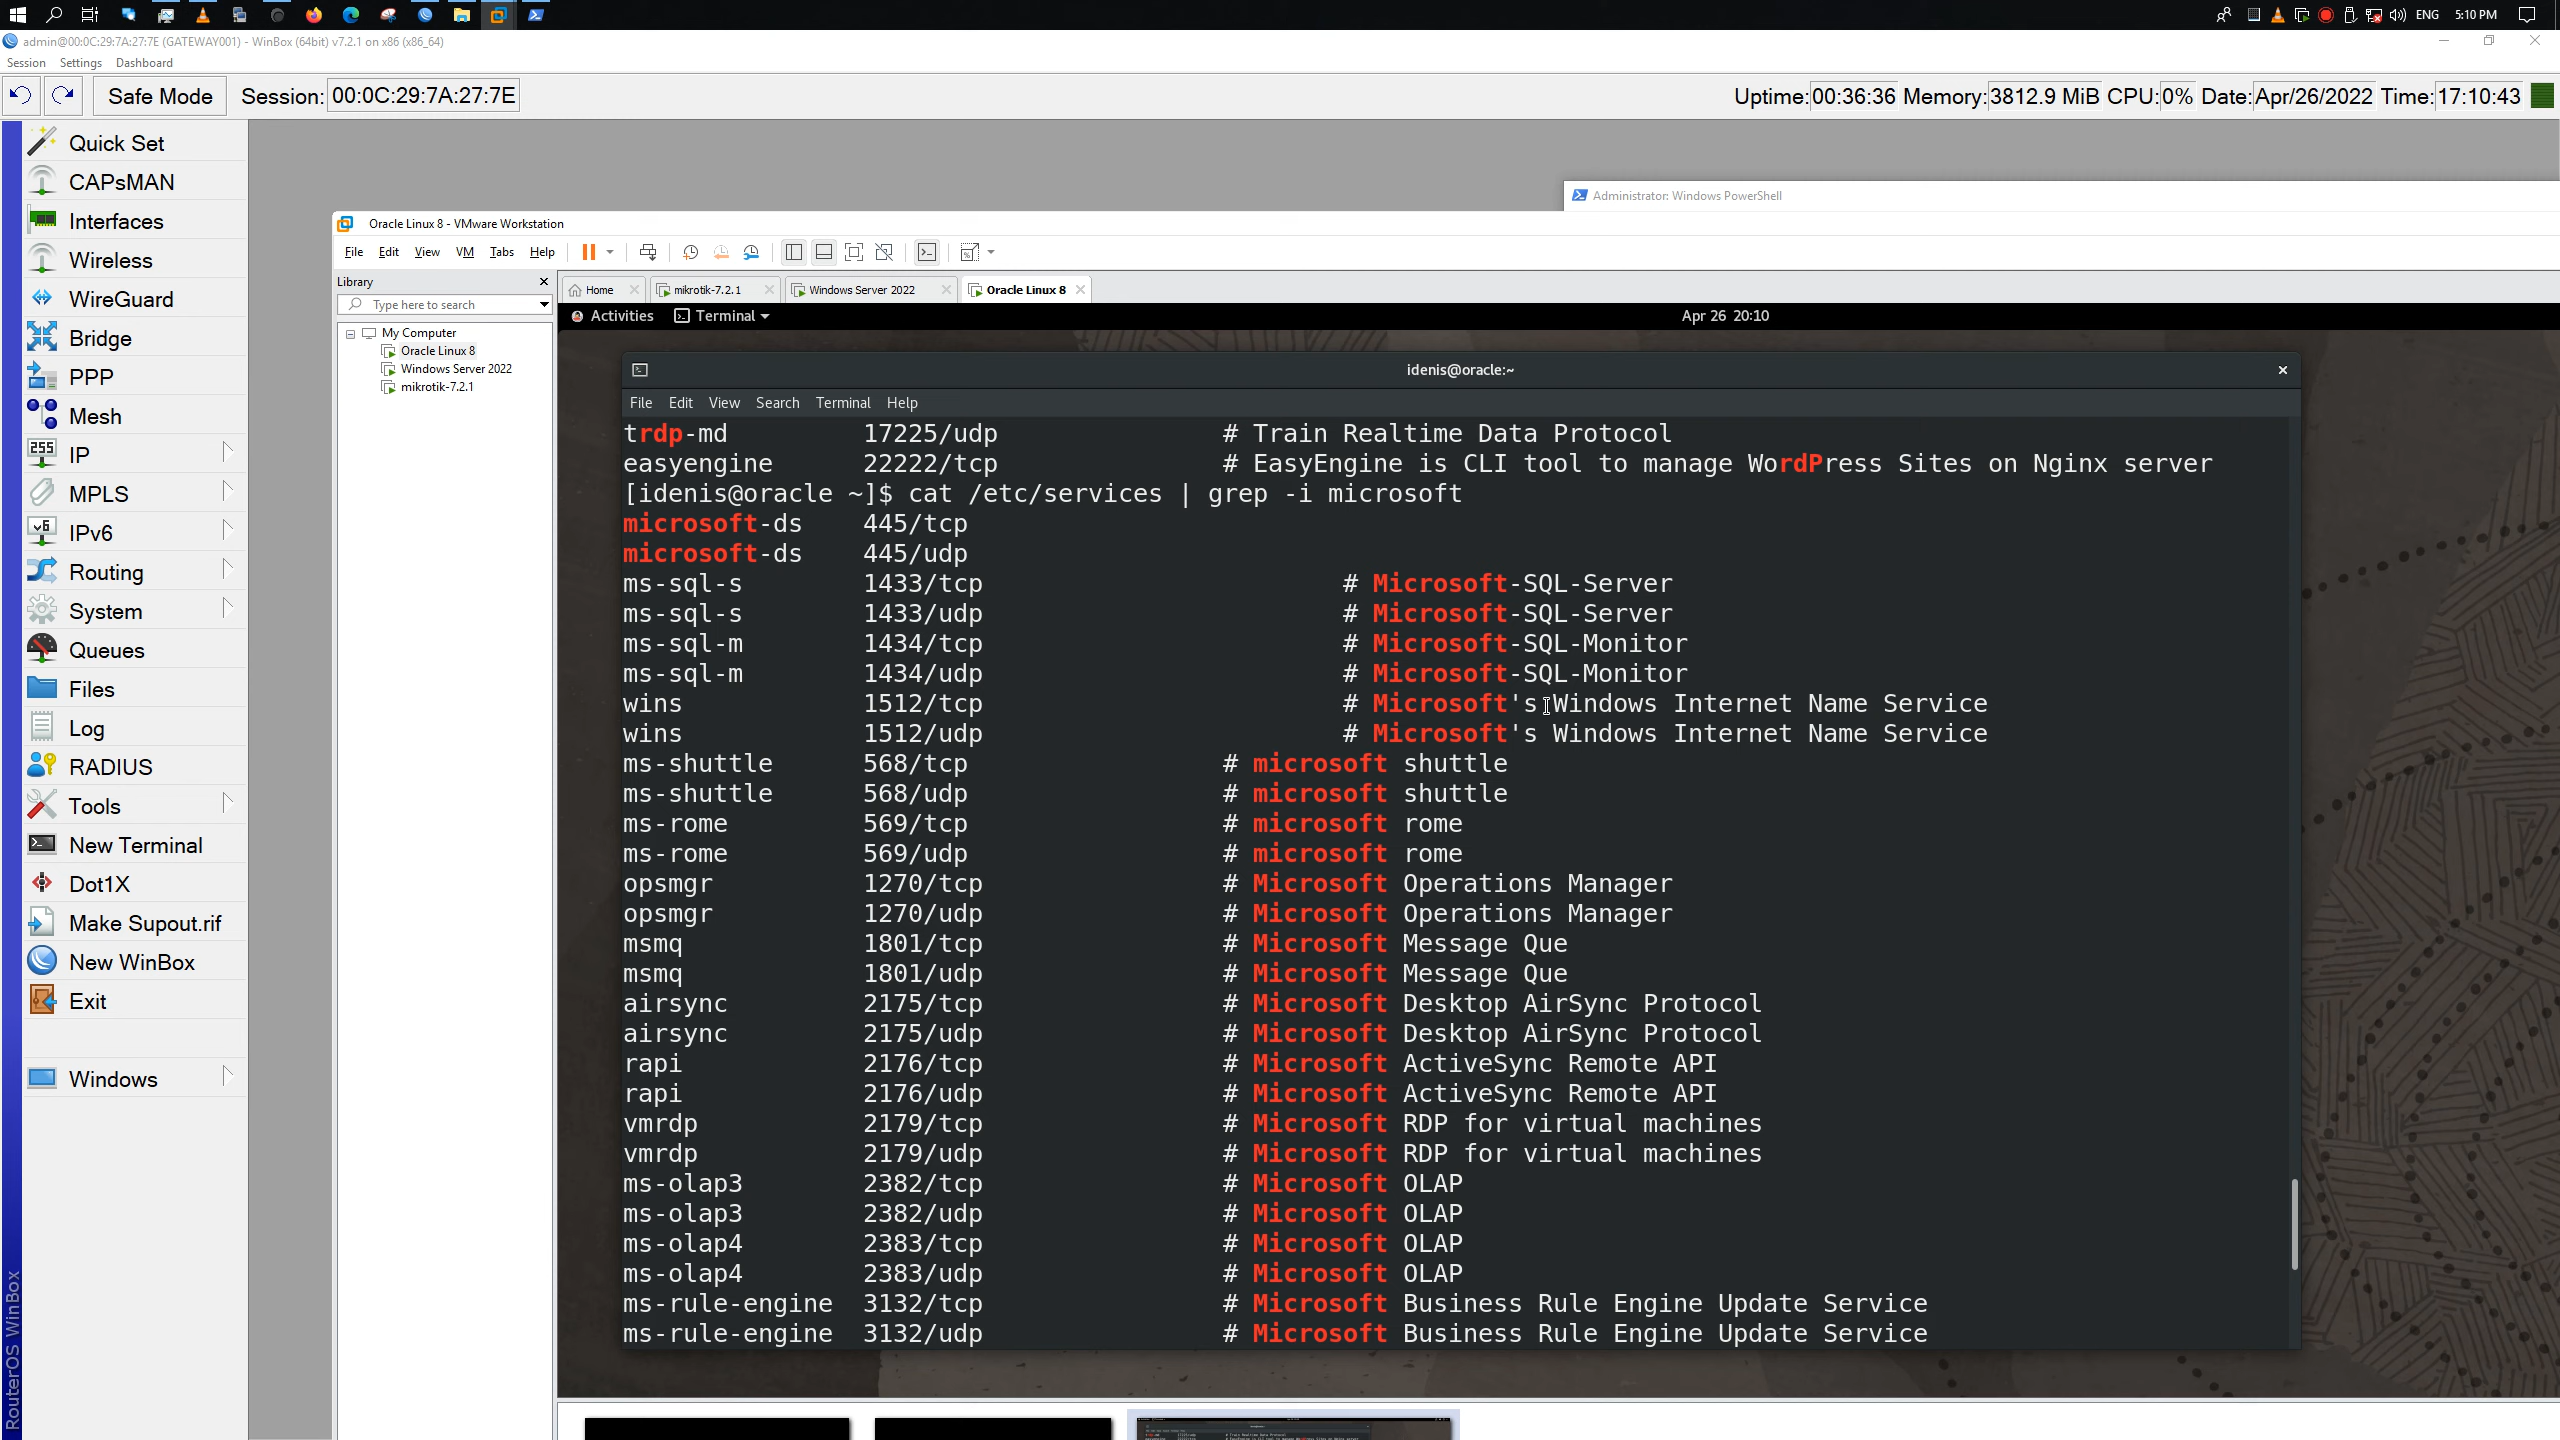 ENG 5:10 PM
admin@00:0C:29:7A:27:7E (GATEWAY001) - WinBox (64bit) v7.2.1 on x86 (x86_64)
Session Settings Dashboard
Safe Mode Session: 00:0C:29:7A:27:7E Uptime: 00:36:36 Memory: 3812.9 MiB CPU: 0% Date: Apr/26/2022 Time: 17:10:43
Quick Set
CAPsMAN
Interfaces
Wireless
WireGuard
Bridge
PPP
Mesh
255 IP
MPLS
v6 IPv6
Routing
System
Queues
Files
Log
RADIUS
Tools
New Terminal
Dot1X
Make Supout.rif
New WinBox
Exit
Windows
RouterOS WinBox
Administrator: Windows PowerShell
Oracle Linux 8 - VMware Workstation
File Edit View VM Tabs Help
Library
Type here to search
My Computer
Oracle Linux 8
Windows Server 2022
mikrotik-7.2.1
Home mikrotik-7.2.1 Windows Server 2022 Oracle Linux 8
Activities Terminal Apr 26 20:10
idenis@oracle:~
File Edit View Search Terminal Help
trdp-md 17225/udp # Train Realtime Data Protocol
easyengine 22222/tcp # EasyEngine is CLI tool to manage WordPress Sites on Nginx server
[idenis@oracle ~]$ cat /etc/services | grep -i microsoft
microsoft-ds 445/tcp
microsoft-ds 445/udp
ms-sql-s 1433/tcp # Microsoft-SQL-Server
ms-sql-s 1433/udp # Microsoft-SQL-Server
ms-sql-m 1434/tcp # Microsoft-SQL-Monitor
ms-sql-m 1434/udp # Microsoft-SQL-Monitor
wins 1512/tcp # Microsoft's Windows Internet Name Service
wins 1512/udp # Microsoft's Windows Internet Name Service
ms-shuttle 568/tcp # microsoft shuttle
ms-shuttle 568/udp # microsoft shuttle
ms-rome 569/tcp # microsoft rome
ms-rome 569/udp # microsoft rome
opsmgr 1270/tcp # Microsoft Operations Manager
opsmgr 1270/udp # Microsoft Operations Manager
msmq 1801/tcp # Microsoft Message Que
msmq 1801/udp # Microsoft Message Que
airsync 2175/tcp # Microsoft Desktop AirSync Protocol
airsync 2175/udp # Microsoft Desktop AirSync Protocol
rapi 2176/tcp # Microsoft ActiveSync Remote API
rapi 2176/udp # Microsoft ActiveSync Remote API
vmrdp 2179/tcp # Microsoft RDP for virtual machines
vmrdp 2179/udp # Microsoft RDP for virtual machines
ms-olap3 2382/tcp # Microsoft OLAP
ms-olap3 2382/udp # Microsoft OLAP
ms-olap4 2383/tcp # Microsoft OLAP
ms-olap4 2383/udp # Microsoft OLAP
ms-rule-engine 3132/tcp # Microsoft Business Rule Engine Update Service
ms-rule-engine 3132/udp # Microsoft Business Rule Engine Update Service